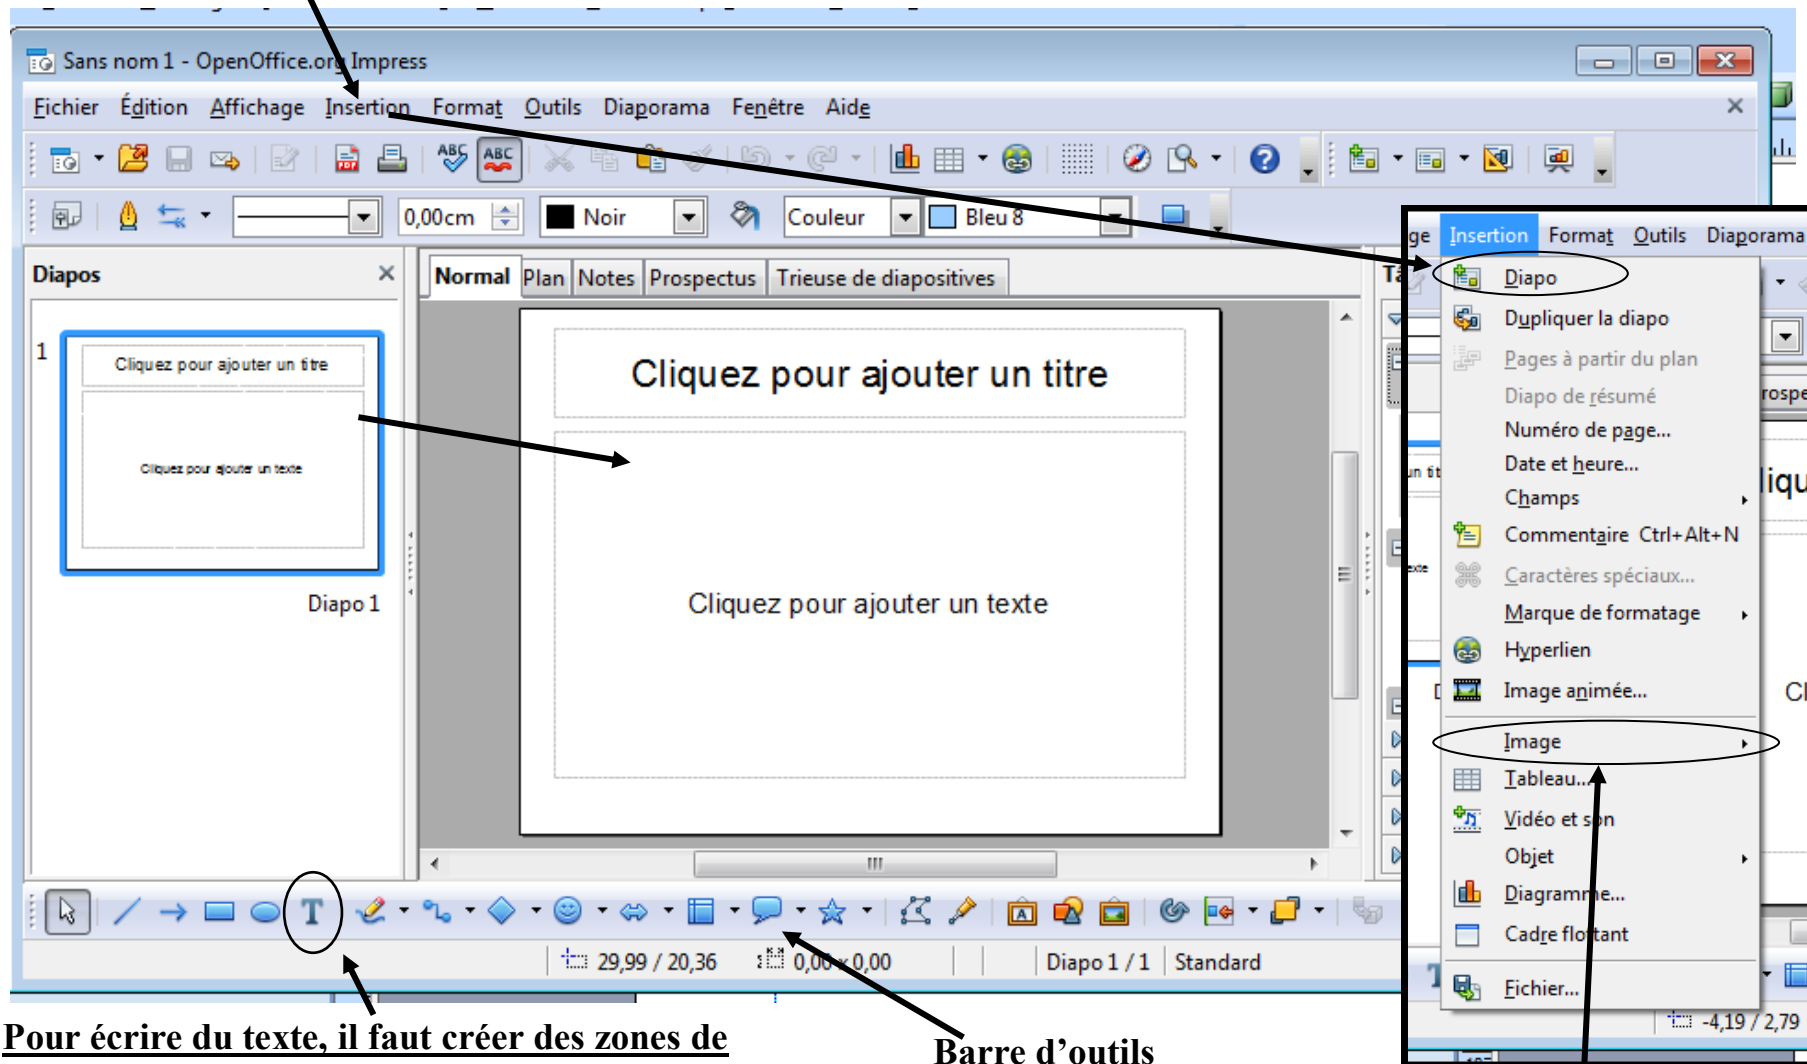 Sans nom 1 - OpenOffice.org Impress
Fichier Édition Affichage Insertion Format Outils Diaporama Fenêtre Aide
0,00cm Noir Couleur Bleu 8
Diapos
Normal Plan Notes Prospectus Trieuse de diapositives
1
Cliquez pour ajouter un titre
Cliquez pour ajouter un texte
Diapo 1
Cliquez pour ajouter un titre
Cliquez pour ajouter un texte
29,99 / 20,36 0,00 x 0,00 Diapo 1 / 1 Standard
ge Insertion Format Outils Diaporama
Diapo
Dupliquer la diapo
Pages à partir du plan
Diapo de résumé
Numéro de page...
Date et heure...
Champs
Commentaire Ctrl+Alt+N
Caractères spéciaux...
Marque de formatage
Hyperlien
Image animée...
Image
Tableau...
Vidéo et son
Objet
Diagramme...
Cadre flottant
Fichier...
-4,19 / 2,79
Pour écrire du texte, il faut créer des zones de
Barre d’outils